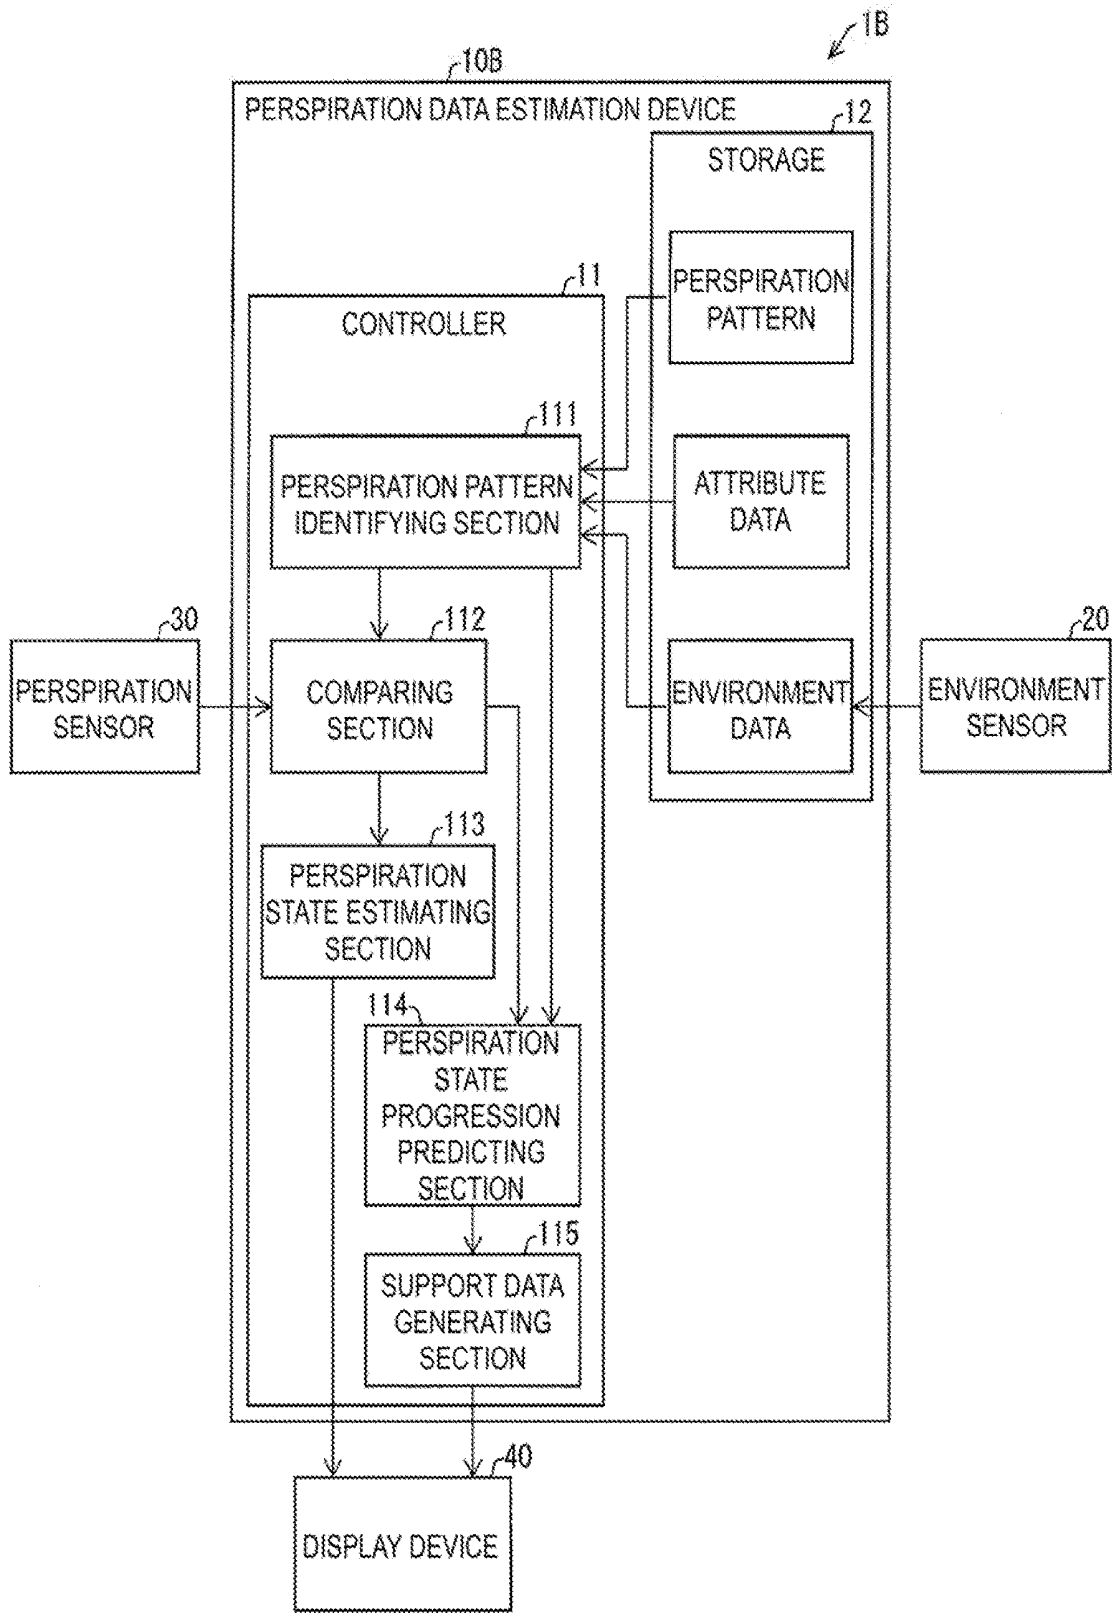 1B
10B
PERSPIRATION DATA ESTIMATION DEVICE
12
STORAGE
PERSPIRATION
PATTERN
11
CONTROLLER
111
PERSPIRATION PATTERN
IDENTIFYING SECTION
ATTRIBUTE
DATA
30
PERSPIRATION
SENSOR
112
COMPARING
SECTION
ENVIRONMENT
DATA
20
ENVIRONMENT
SENSOR
113
PERSPIRATION
STATE ESTIMATING
SECTION
114
PERSPIRATION
STATE
PROGRESSION
PREDICTING
SECTION
115
SUPPORT DATA
GENERATING
SECTION
40
DISPLAY DEVICE